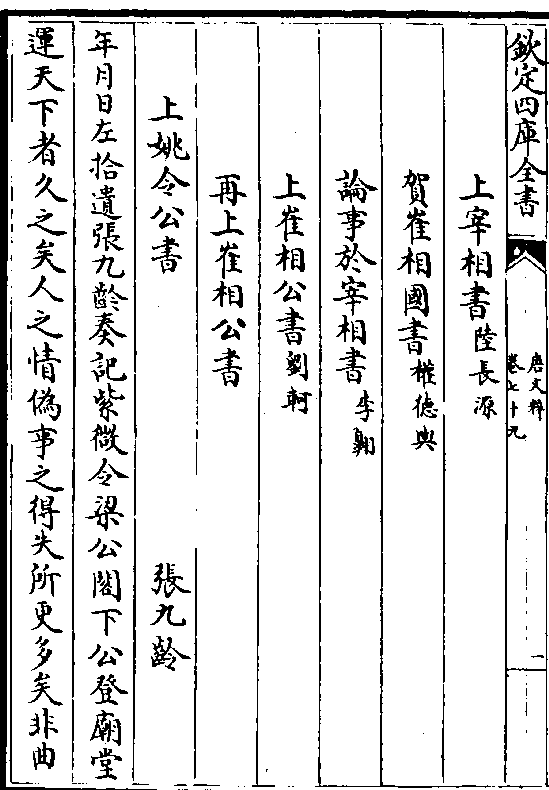 欽定四庫全書
唐文粹
卷七十九
一
上宰相書陸長源
賀崔相國書權德輿
論事於宰相書李翺
上崔相公書劉軻
再上崔相公書
上姚令公書 張九齡
年月日左拾遺張九齡奏記紫微令梁公閣下公登廟堂
運天下者久之矣人之情偽事之得失所更多矣非曲